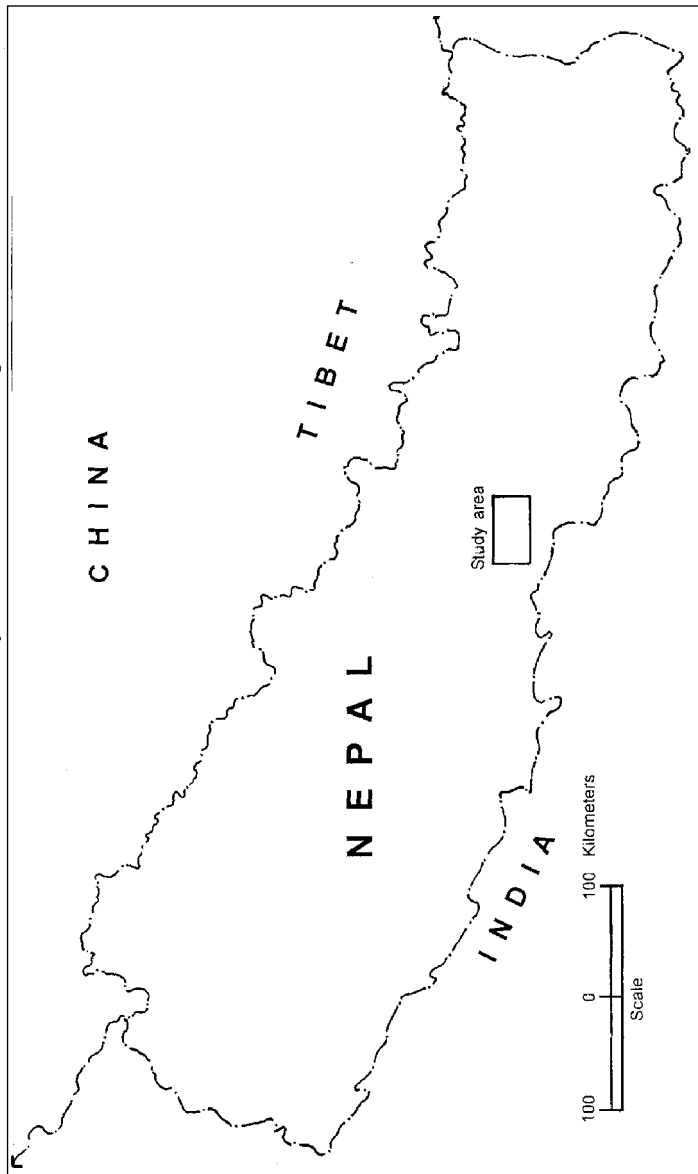 CHINA
TIBET
NEPAL
Study area
INDIA
100 0 100 Kilometers
Scale